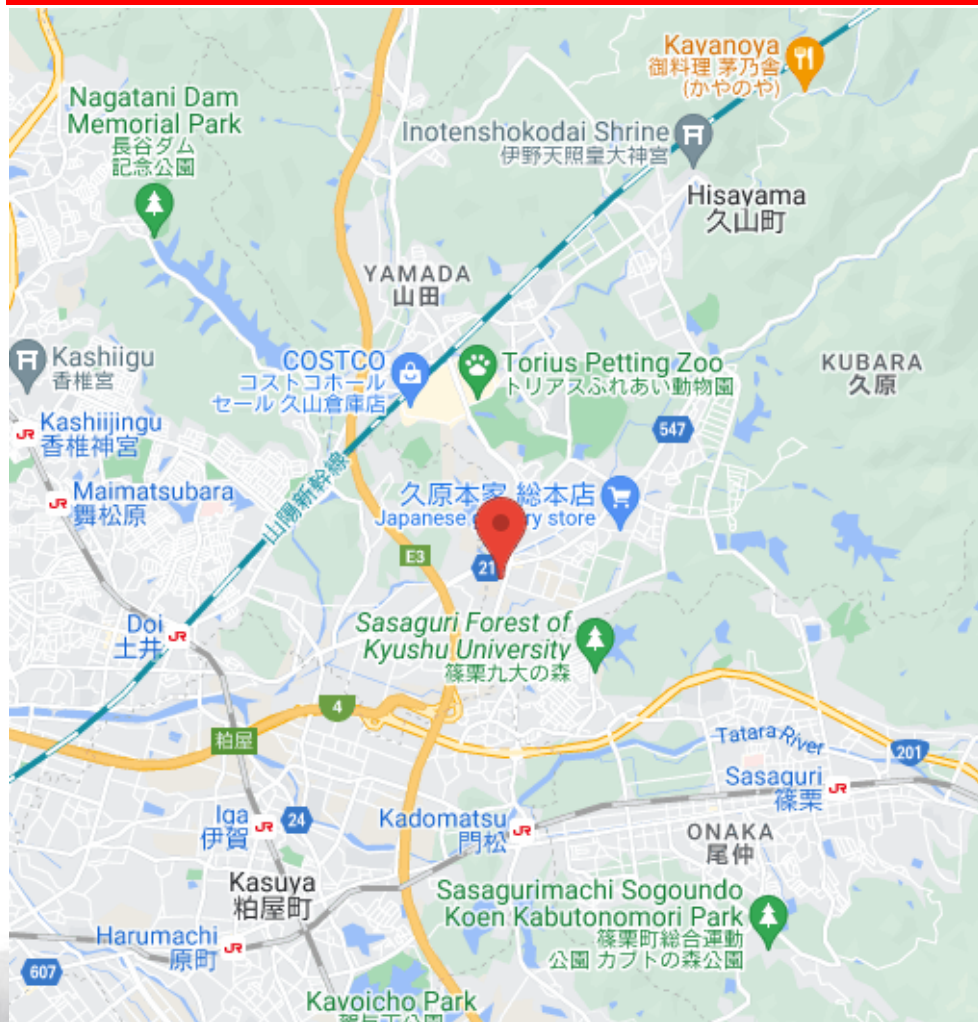 Kayanoya
御料理 茅乃舎
(かやのや)
Nagatani Dam
Memorial Park
長谷ダム
記念公園
Inotenshokodai Shrine
伊野天照皇大神宮
Hisayama
久山町
YAMADA
山田
Kashiigu
香椎宮
COSTCO
コストコホール
セール 久山倉庫店
Torius Petting Zoo
トリアスふれあい動物園
KUBARA
久原
Kashiijingu
香椎神宮
JR
547
Maimatsubara
舞松原
JR
山陽新幹線
久原本家 総本店
Japanese
store
E3
21
Doi
土井
JR
Sasaguri Forest of
Kyushu University
篠栗九大の森
4
粕屋
Tatara River
201
Sasaguri
篠栗
JR
Iga
伊賀
JR
24
Kadomatsu
門松
JR
ONAKA
尾仲
Kasuya
粕屋町
Sasagurimachi Sogoundo
Koen Kabutonomori Park
篠栗町総合運動
公園 カブトの森公園
Harumachi
原町
JR
607
Kavoicho Park